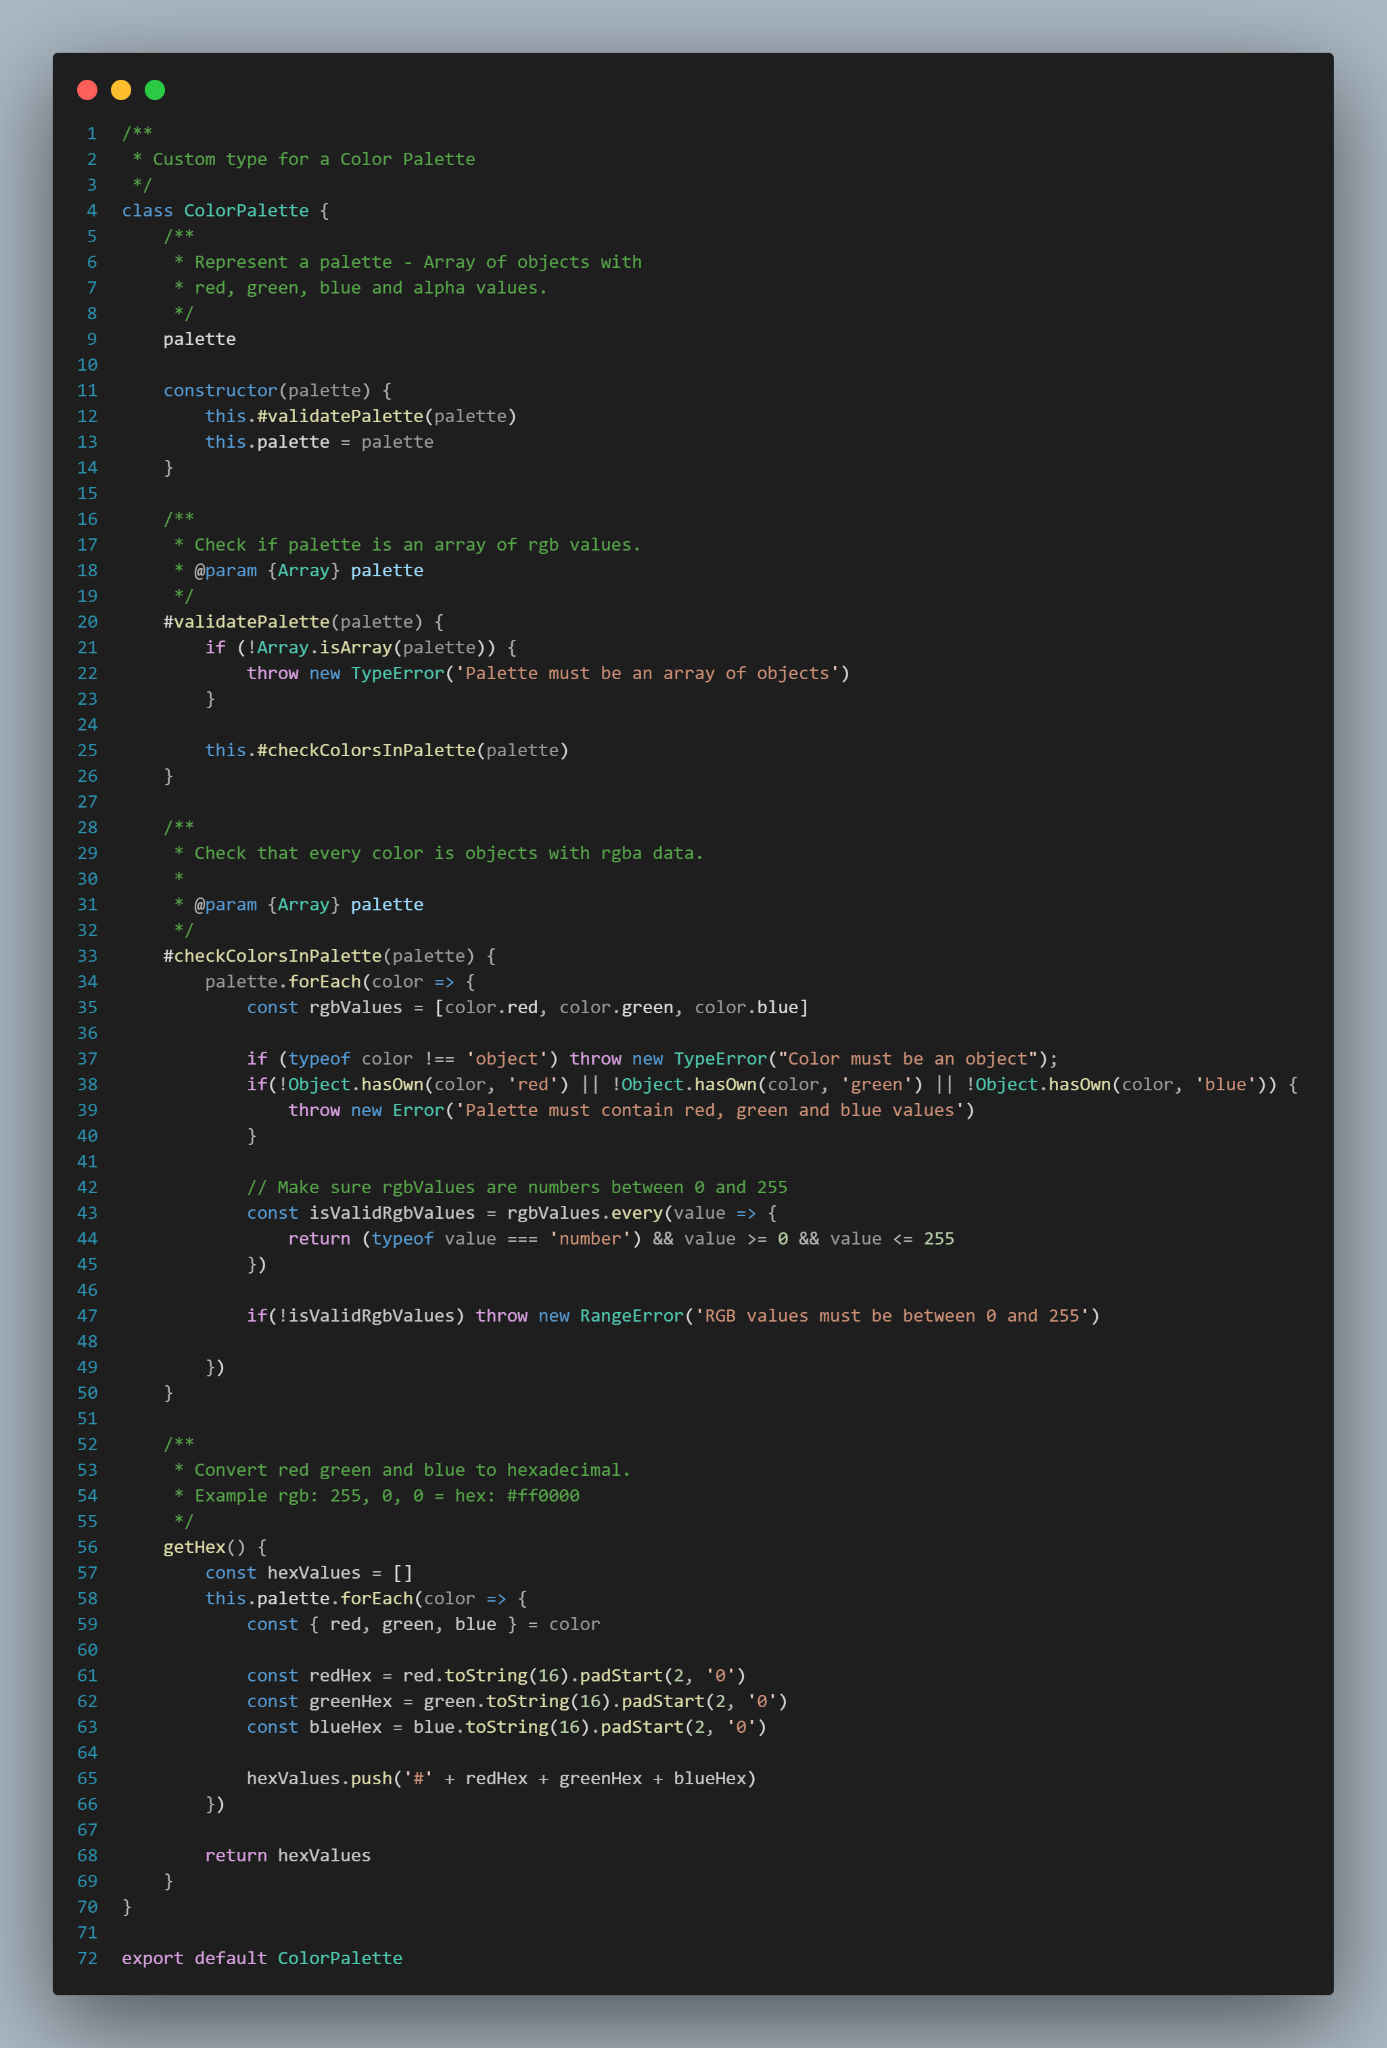 1 /**
2  * Custom type for a Color Palette
3  */
4 class ColorPalette {
5     /**
6      * Represent a palette - Array of objects with
7      * red, green, blue and alpha values.
8      */
9     palette
10
11     constructor(palette) {
12         this.#validatePalette(palette)
13         this.palette = palette
14     }
15
16     /**
17      * Check if palette is an array of rgb values.
18      * @param {Array} palette
19      */
20     #validatePalette(palette) {
21         if (!Array.isArray(palette)) {
22             throw new TypeError('Palette must be an array of objects')
23         }
24
25         this.#checkColorsInPalette(palette)
26     }
27
28     /**
29      * Check that every color is objects with rgba data.
30      *
31      * @param {Array} palette
32      */
33     #checkColorsInPalette(palette) {
34         palette.forEach(color => {
35             const rgbValues = [color.red, color.green, color.blue]
36
37             if (typeof color !== 'object') throw new TypeError("Color must be an object");
38             if(!Object.hasOwn(color, 'red') || !Object.hasOwn(color, 'green') || !Object.hasOwn(color, 'blue')) {
39                 throw new Error('Palette must contain red, green and blue values')
40             }
41
42             // Make sure rgbValues are numbers between 0 and 255
43             const isValidRgbValues = rgbValues.every(value => {
44                 return (typeof value === 'number') && value >= 0 && value <= 255
45             })
46
47             if(!isValidRgbValues) throw new RangeError('RGB values must be between 0 and 255')
48
49         })
50     }
51
52     /**
53      * Convert red green and blue to hexadecimal.
54      * Example rgb: 255, 0, 0 = hex: #ff0000
55      */
56     getHex() {
57         const hexValues = []
58         this.palette.forEach(color => {
59             const { red, green, blue } = color
60
61             const redHex = red.toString(16).padStart(2, '0')
62             const greenHex = green.toString(16).padStart(2, '0')
63             const blueHex = blue.toString(16).padStart(2, '0')
64
65             hexValues.push('#' + redHex + greenHex + blueHex)
66         })
67
68         return hexValues
69     }
70 }
71
72 export default ColorPalette